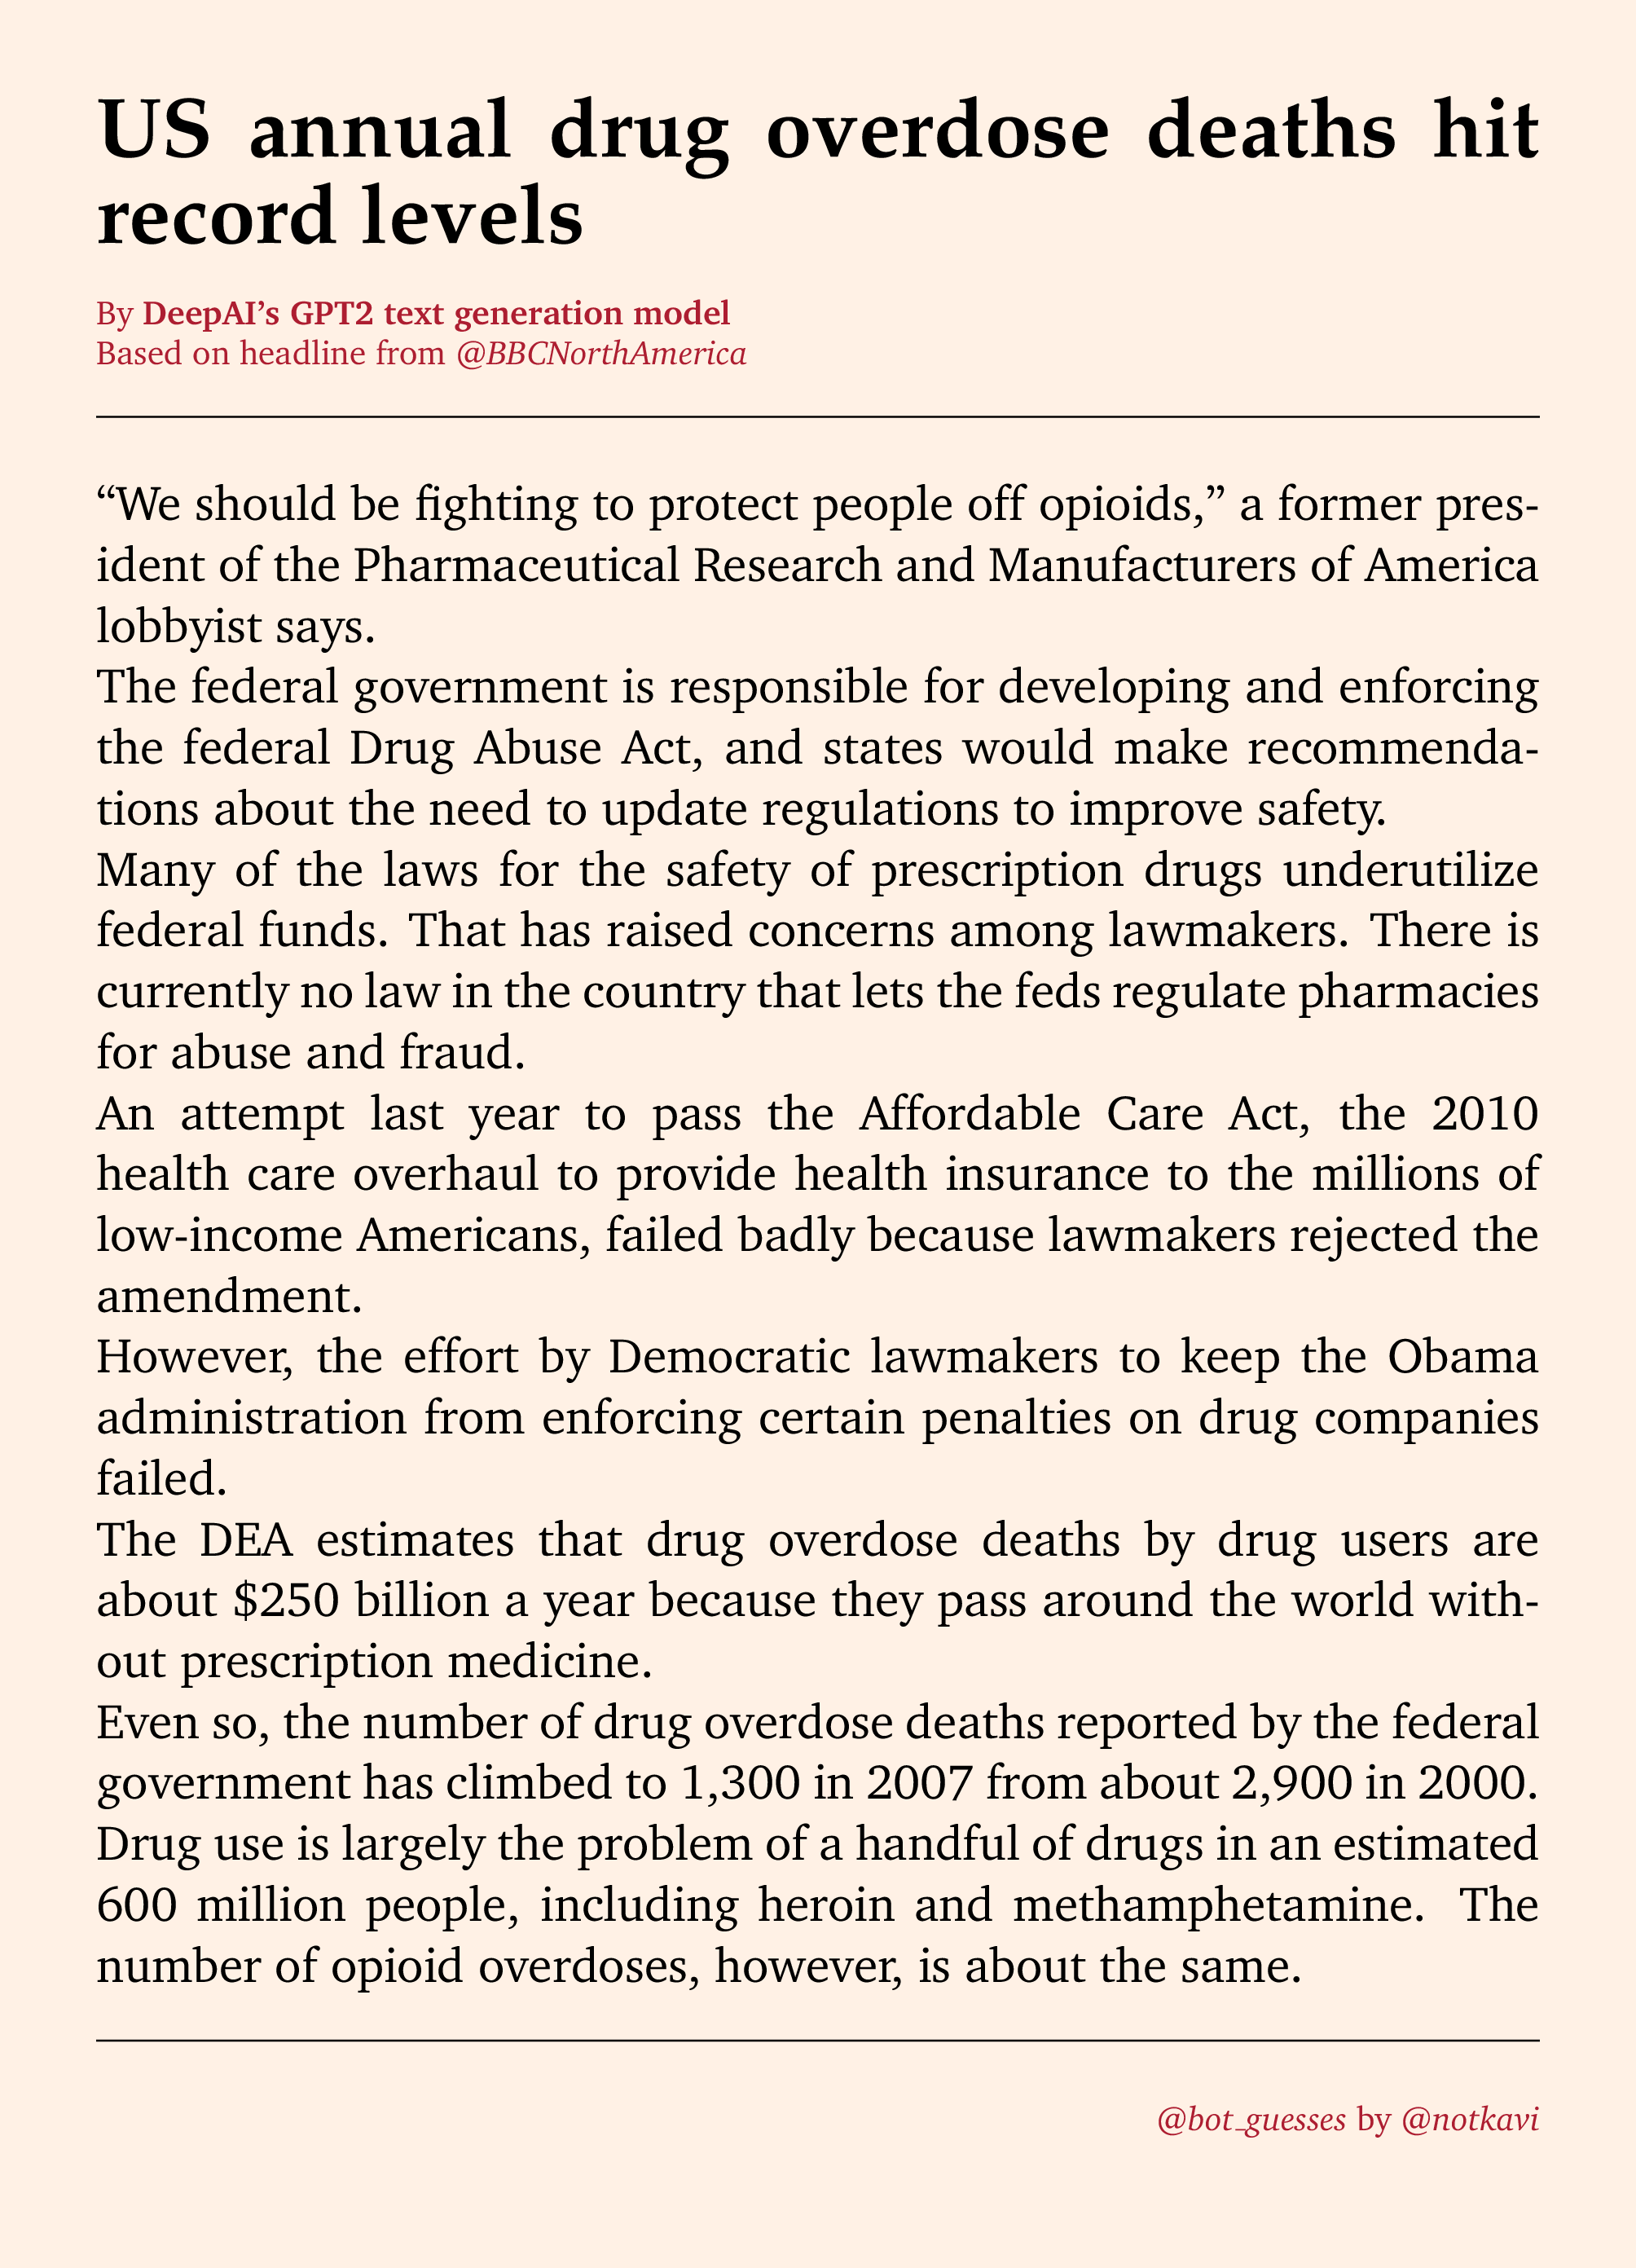 US annual drug overdose deaths hit
record levels
By DeepAI’s GPT2 text generation model
Based on headline from @BBCNorthAmerica
“We should be fighting to protect people off opioids,” a former pres-
ident of the Pharmaceutical Research and Manufacturers of America
lobbyist says.
The federal government is responsible for developing and enforcing
the federal Drug Abuse Act, and states would make recommenda-
tions about the need to update regulations to improve safety.
Many of the laws for the safety of prescription drugs underutilize
federal funds. That has raised concerns among lawmakers. There is
currently no law in the country that lets the feds regulate pharmacies
for abuse and fraud.
An attempt last year to pass the Affordable Care Act, the 2010
health care overhaul to provide health insurance to the millions of
low-income Americans, failed badly because lawmakers rejected the
amendment.
However, the effort by Democratic lawmakers to keep the Obama
administration from enforcing certain penalties on drug companies
failed.
The DEA estimates that drug overdose deaths by drug users are
about $250 billion a year because they pass around the world with-
out prescription medicine.
Even so, the number of drug overdose deaths reported by the federal
government has climbed to 1,300 in 2007 from about 2,900 in 2000.
Drug use is largely the problem of a handful of drugs in an estimated
600 million people, including heroin and methamphetamine. The
number of opioid overdoses, however, is about the same.
@bot_guesses by @notkavi